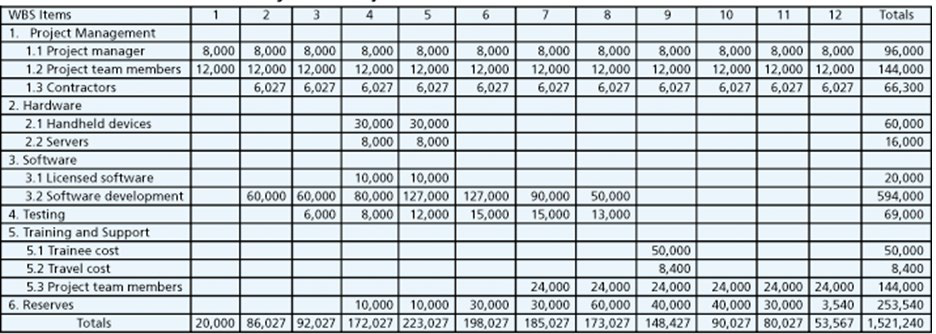 WBS Items 1 2 3 4 5 6 7 8 9 10 11 12 Totals
1. Project Management
1.1 Project manager 8,000 8,000 8,000 8,000 8,000 8,000 8,000 8,000 8,000 8,000 8,000 8,000 96,000
1.2 Project team members 12,000 12,000 12,000 12,000 12,000 12,000 12,000 12,000 12,000 12,000 12,000 12,000 144,000
1.3 Contractors 6,027 6,027 6,027 6,027 6,027 6,027 6,027 6,027 6,027 6,027 6,027 66,300
2. Hardware
2.1 Handheld devices 30,000 30,000 60,000
2.2 Servers 8,000 8,000 16,000
3. Software
3.1 Licensed software 10,000 10,000 20,000
3.2 Software development 60,000 60,000 80,000 127,000 127,000 90,000 50,000 594,000
4. Testing 6,000 8,000 12,000 15,000 15,000 13,000 69,000
5. Training and Support
5.1 Trainee cost 50,000 50,000
5.2 Travel cost 8,400 8,400
5.3 Project team members 24,000 24,000 24,000 24,000 24,000 24,000 144,000
6. Reserves 10,000 10,000 30,000 30,000 60,000 40,000 40,000 30,000 3,540 253,540
Totals 20,000 86,027 92,027 172,027 223,027 198,027 185,027 173,027 148,427 90,027 80,027 53,567 1,521,240